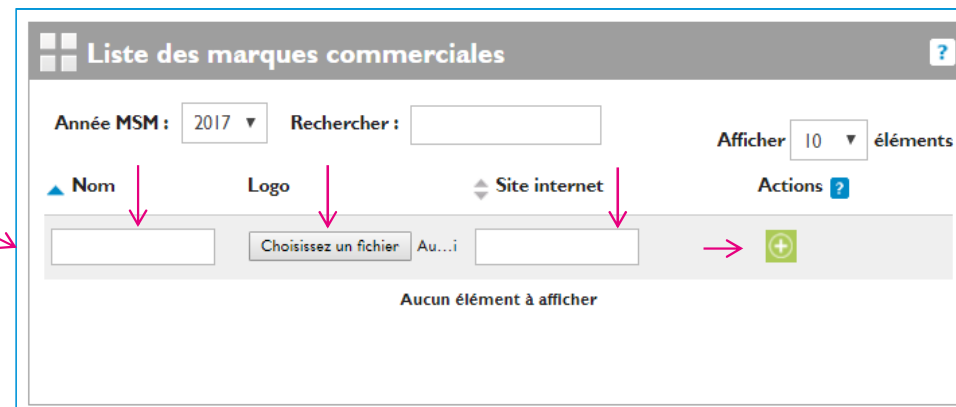 Liste des marques commerciales ?
Année MSM : 2017 Rechercher :
Afficher 10 éléments
Nom Logo Site internet Actions ?
Choisissez un fichier Au…i
Aucun élément à afficher